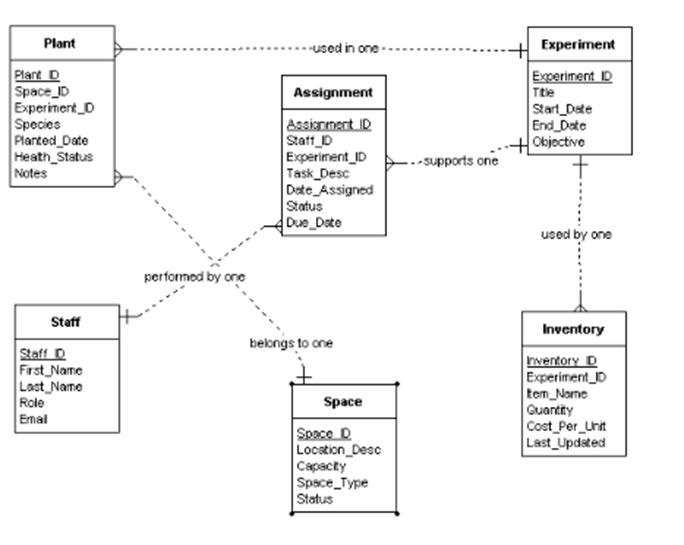 Plant
Plant_ID
Space_ID
Experiment_ID
Species
Planted_Date
Health_Status
Notes
used in one
Experiment
Experiment_ID
Title
Start_Date
End_Date
Objective
Assignment
Assignment_ID
Staff_ID
Experiment_ID
Task_Desc
Date_Assigned
Status
Due_Date
supports one
used by one
performed by one
Staff
Staff_ID
First_Name
Last_Name
Role
Email
belongs to one
Space
Space_ID
Location_Desc
Capacity
Space_Type
Status
Inventory
Inventory_ID
Experiment_ID
Item_Name
Quantity
Cost_Per_Unit
Last_Updated